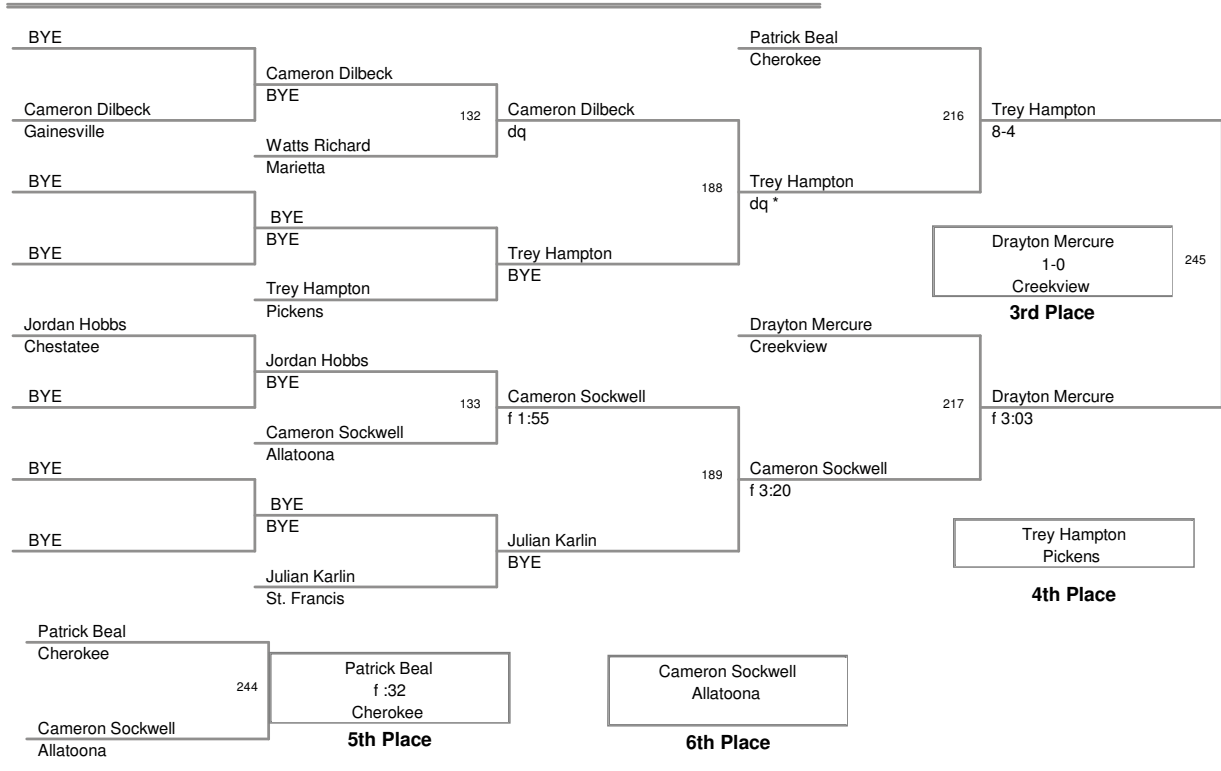 BYE
Cameron Dilbeck
Gainesville
BYE
BYE
Jordan Hobbs
Chestatee
BYE
BYE
BYE
Cameron Dilbeck
BYE
132
Watts Richard
Marietta
BYE
BYE
Trey Hampton
Pickens
Jordan Hobbs
BYE
133
Cameron Sockwell
Allatoona
BYE
BYE
Julian Karlin
St. Francis
Cameron Dilbeck
dq
188
Trey Hampton
BYE
Cameron Sockwell
f 1:55
189
Julian Karlin
BYE
Patrick Beal
Cherokee
216
Trey Hampton
dq *
Drayton Mercure
Creekview
217
Cameron Sockwell
f 3:20
Trey Hampton
8-4
Drayton Mercure
1-0
Creekview
245
3rd Place
Drayton Mercure
f 3:03
Trey Hampton
Pickens
4th Place
Patrick Beal
Cherokee
244
Cameron Sockwell
Allatoona
Patrick Beal
f :32
Cherokee
5th Place
Cameron Sockwell
Allatoona
6th Place